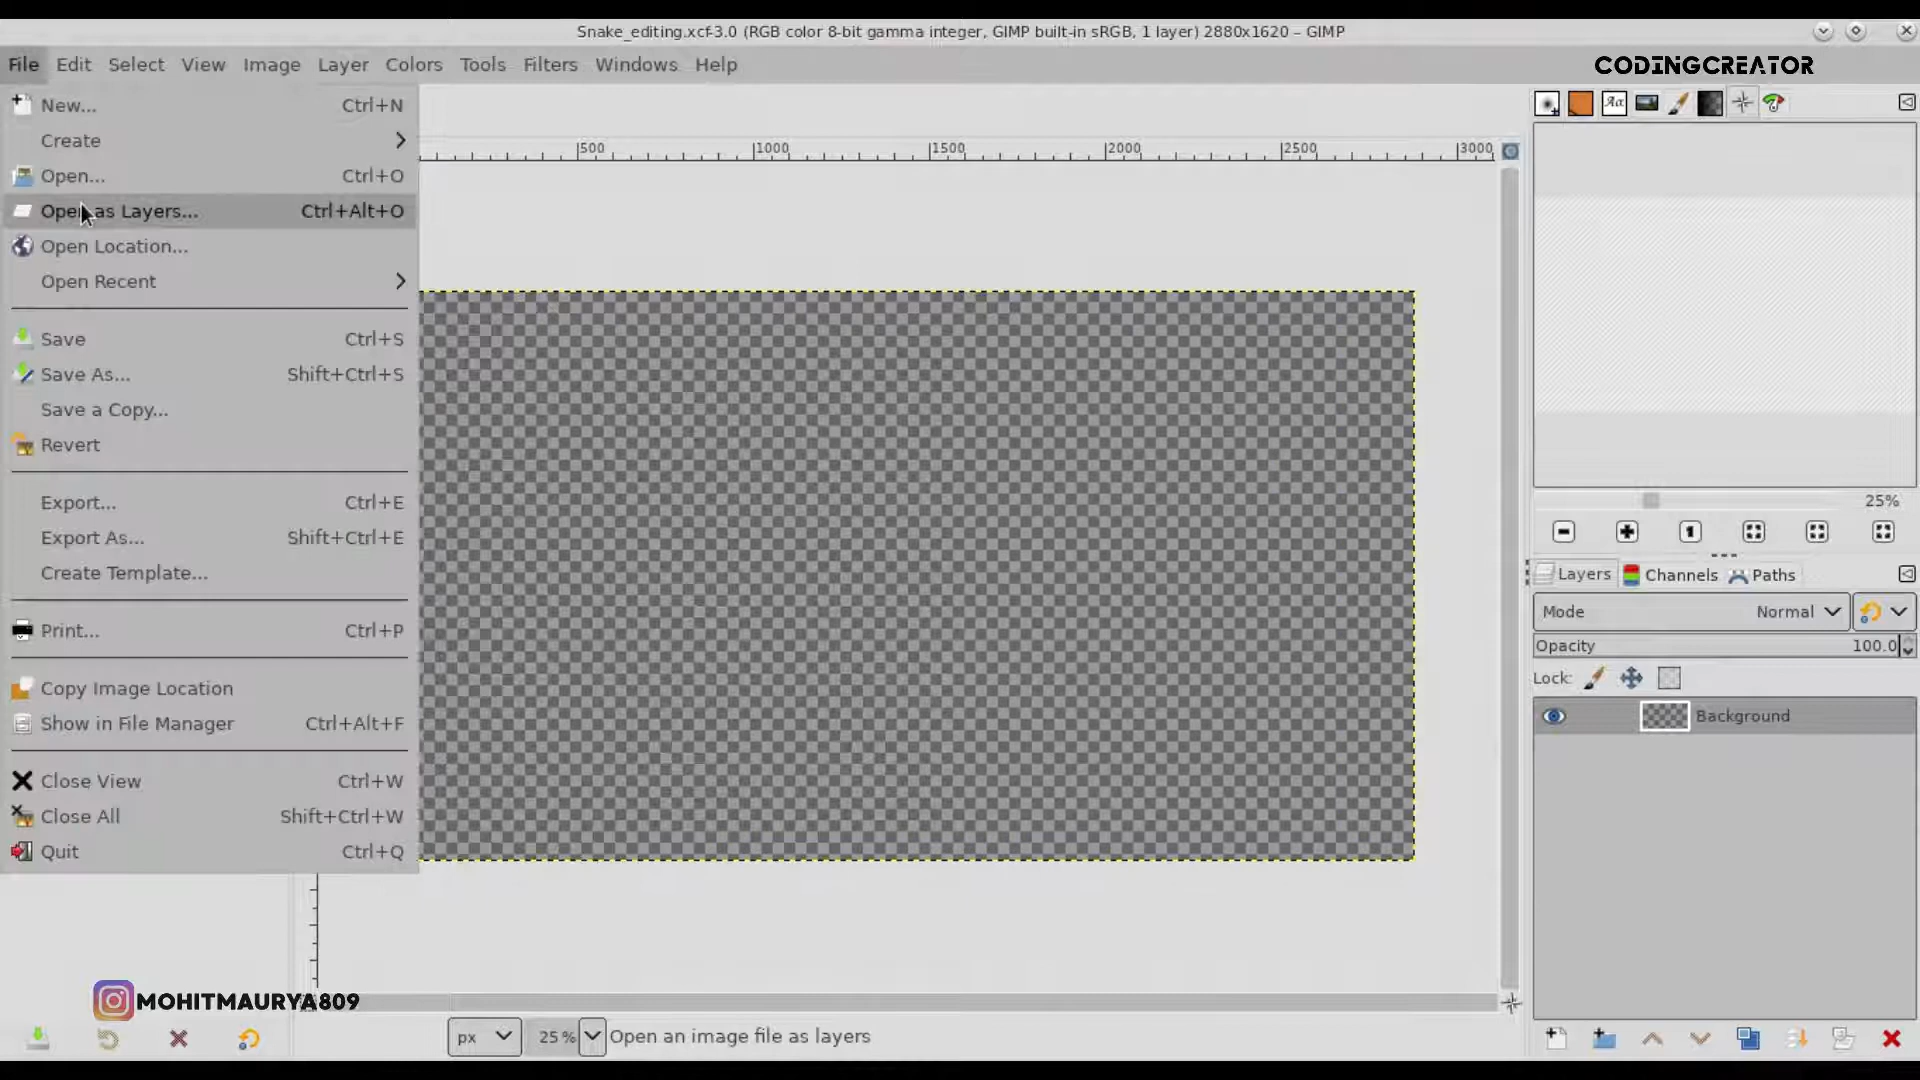 Snake_editing.xcf-3.0 (RGB color 8-bit gamma integer, GIMP built-in sRGB, 1 layer) 2880x1620 – GIMP
File Edit Select View Image Layer Colors Tools Filters Windows Help
CODINGCREATOR
New... Ctrl+N
Create
Open... Ctrl+O
Open as Layers... Ctrl+Alt+O
Open Location...
Open Recent
Save Ctrl+S
Save As... Shift+Ctrl+S
Save a Copy...
Revert
Export... Ctrl+E
Export As... Shift+Ctrl+E
Create Template...
Print... Ctrl+P
Copy Image Location
Show in File Manager Ctrl+Alt+F
Close View Ctrl+W
Close All Shift+Ctrl+W
Quit Ctrl+Q
500 1000 1500 2000 2500 3000
Aa
25%
1
Layers Channels Paths
Mode Normal
Opacity 100.0
Lock:
Background
MOHITMAURYA809
px 25% Open an image file as layers